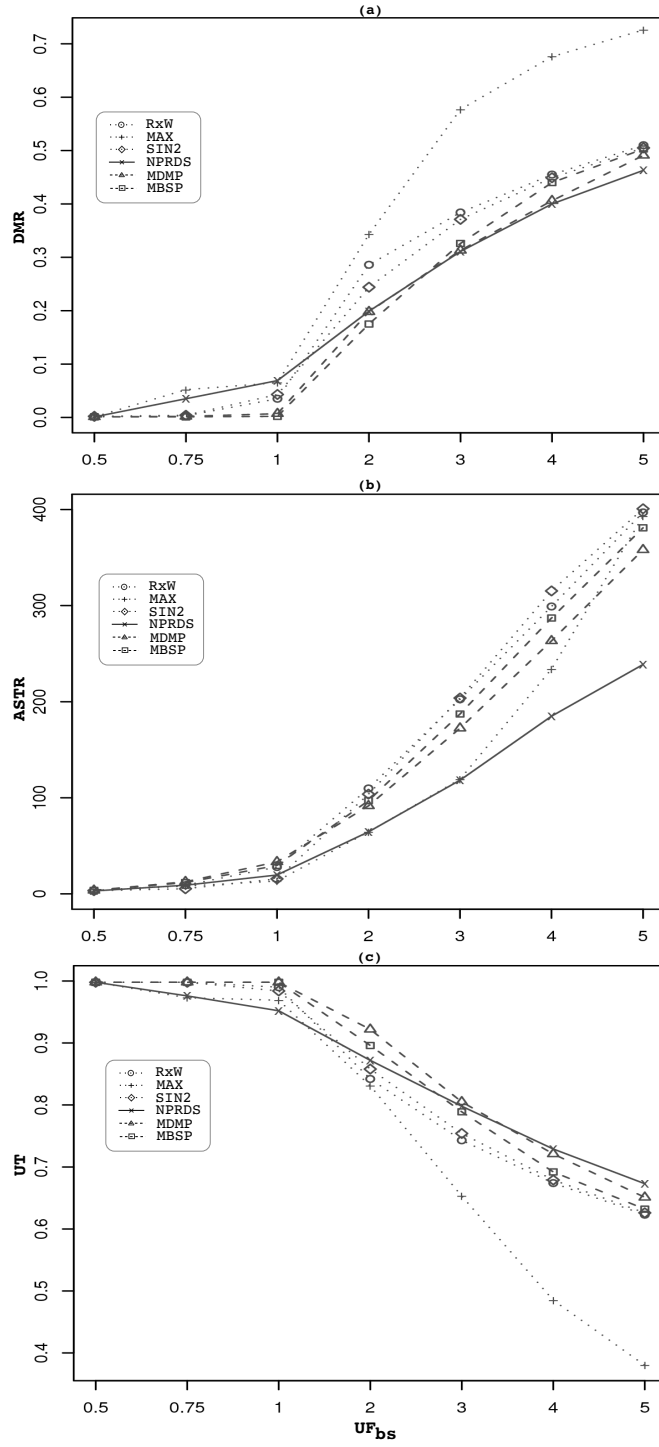 (a)
DMR
0.7
0.6
0.5
0.4
0.3
0.2
0.1
0.0
RxW
MAX
SIN2
NPRDS
MDMP
MBSP
0.5 0.75 1 2 3 4 5
(b)
ASTR
400
300
200
100
0
RxW
MAX
SIN2
NPRDS
MDMP
MBSP
0.5 0.75 1 2 3 4 5
(c)
UT
1.0
0.9
0.8
0.7
0.6
0.5
0.4
RxW
MAX
SIN2
NPRDS
MDMP
MBSP
0.5 0.75 1 2 3 4 5
UFbs